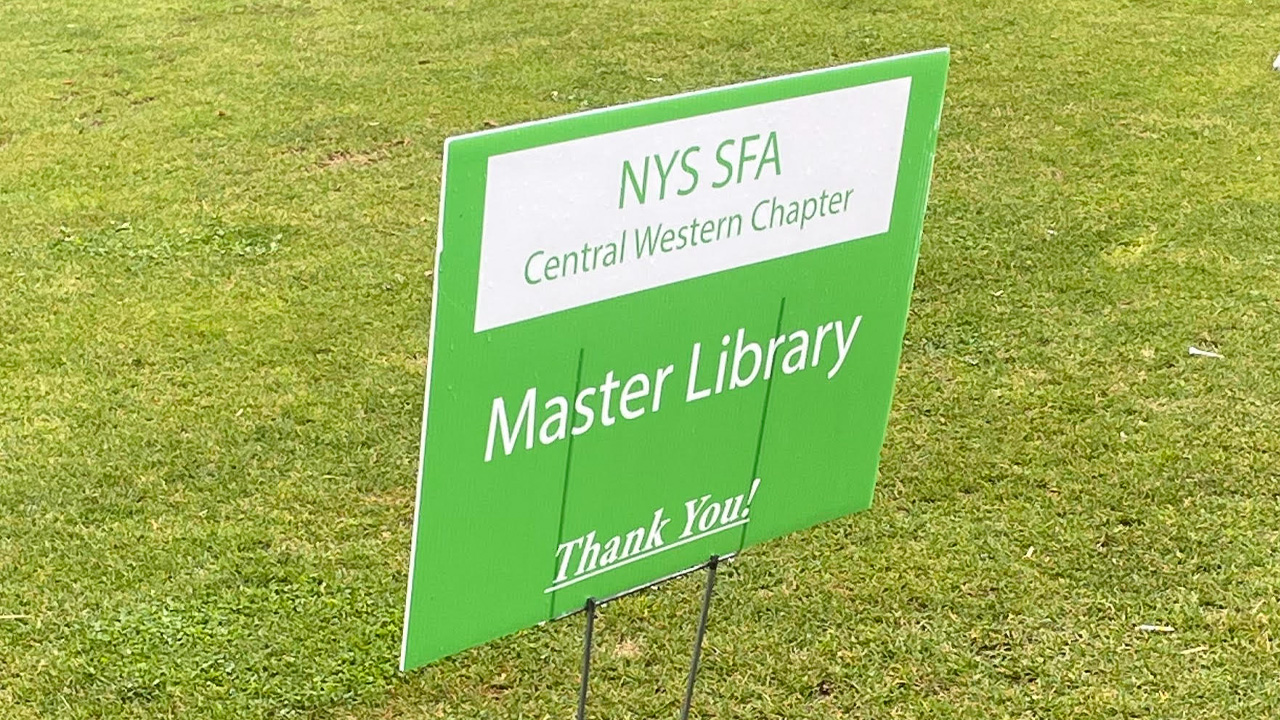 NYS SFA
Central Western Chapter
Master Library
Thank You!